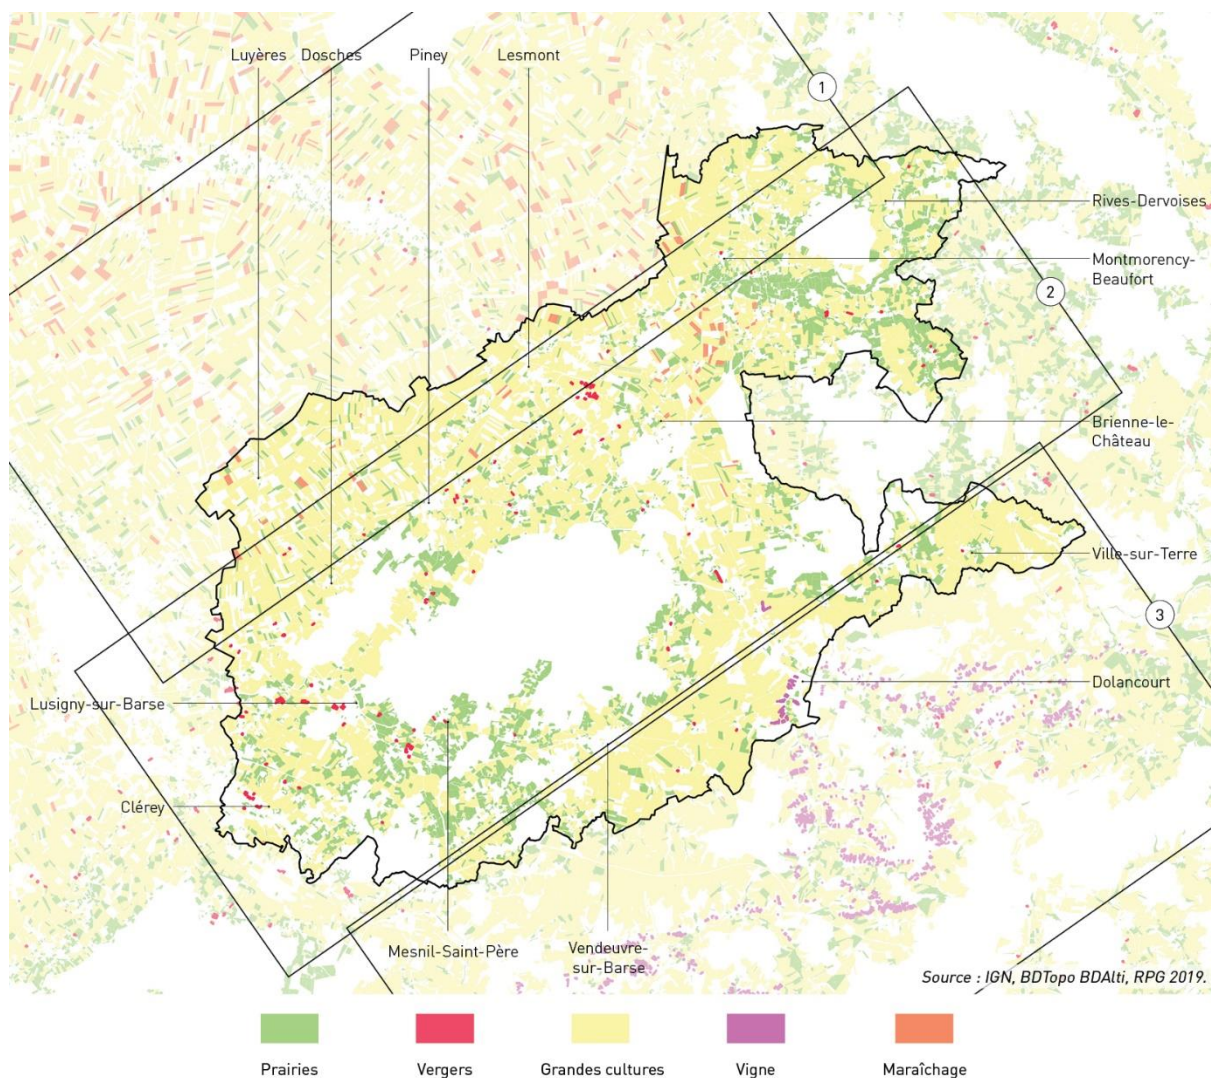 Luyères
Dosches
Piney
Lesmont
1
Rives-Dervoises
Montmorency-
Beaufort
2
Brienne-le-
Château
Ville-sur-Terre
3
Dolancourt
Lusigny-sur-Barse
Clérey
Mesnil-Saint-Père
Vendeuvre-
sur-Barse
Source : IGN, BDTopo BDAlti, RPG 2019.
Prairies
Vergers
Grandes cultures
Vigne
Maraîchage